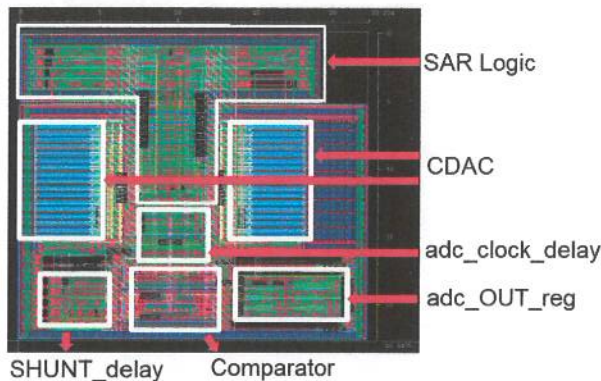 SAR Logic
CDAC
adc_clock_delay
adc_OUT_reg
SHUNT_delay
Comparator